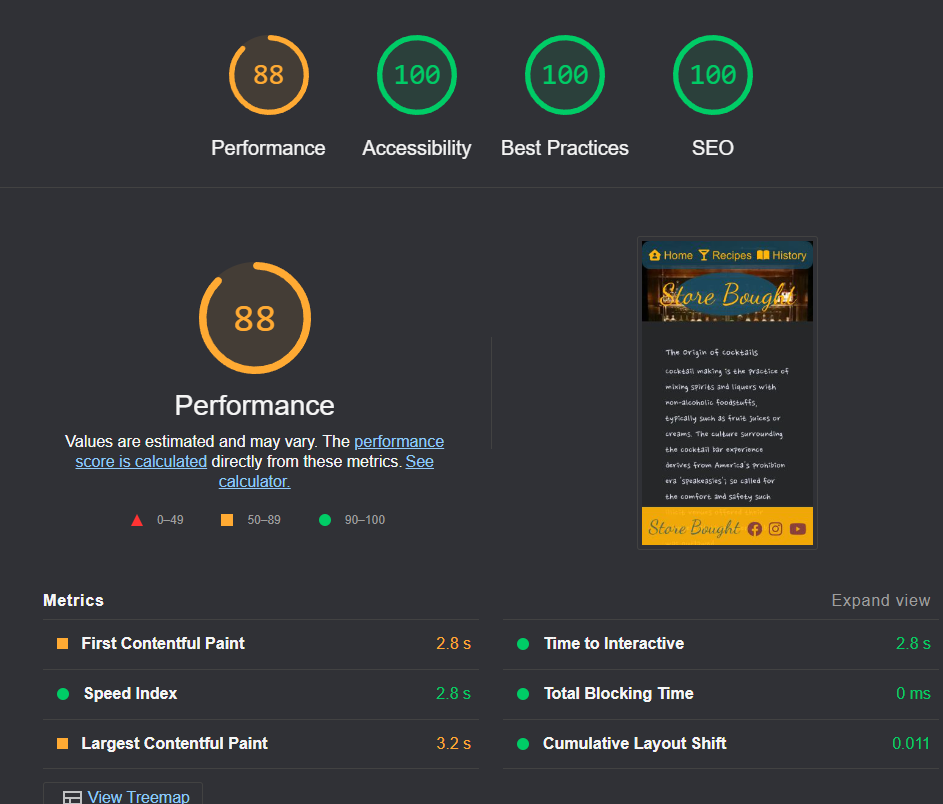 88
100
100
100
Performance
Accessibility
Best Practices
SEO
88
Performance
Values are estimated and may vary. The performance
score is calculated directly from these metrics. See
calculator.
0–49
50–89
90–100
Home Recipes History
Store Bought
The Origin of cocktails
cocktail making is the practice of
mixing spirits and liquers with
non-alcoholic foodstuffs,
typically such as fruit juices or
creams. The culture surrounding
the cocktail bar experience
derives from America's Prohibion
era 'speakeasies'; so called for
the comfort and safety such
Store Bought
Metrics
Expand view
First Contentful Paint
2.8 s
Time to Interactive
2.8 s
Speed Index
2.8 s
Total Blocking Time
0 ms
Largest Contentful Paint
3.2 s
Cumulative Layout Shift
0.011
View Treemap